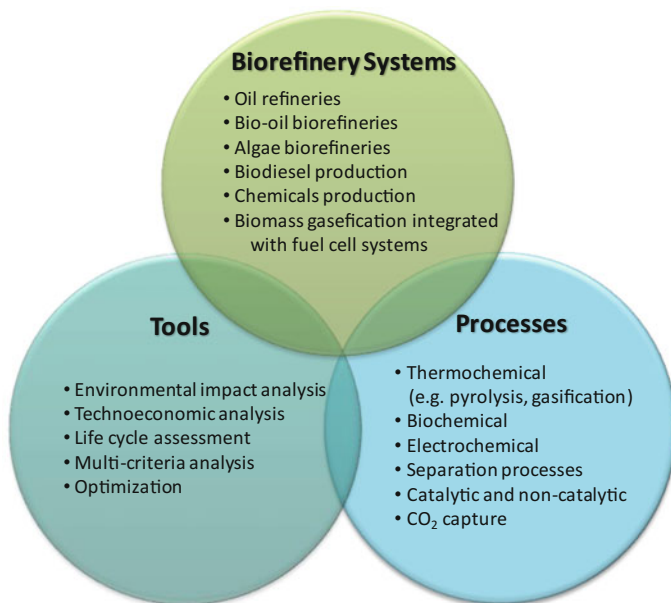 Biorefinery Systems
• Oil refineries
• Bio-oil biorefineries
• Algae biorefineries
• Biodiesel production
• Chemicals production
• Biomass gasefication integrated
with fuel cell systems
Tools
• Environmental impact analysis
• Technoeconomic analysis
• Life cycle assessment
• Multi-criteria analysis
• Optimization
Processes
• Thermochemical
(e.g. pyrolysis, gasification)
• Biochemical
• Electrochemical
• Separation processes
• Catalytic and non-catalytic
• CO₂ capture